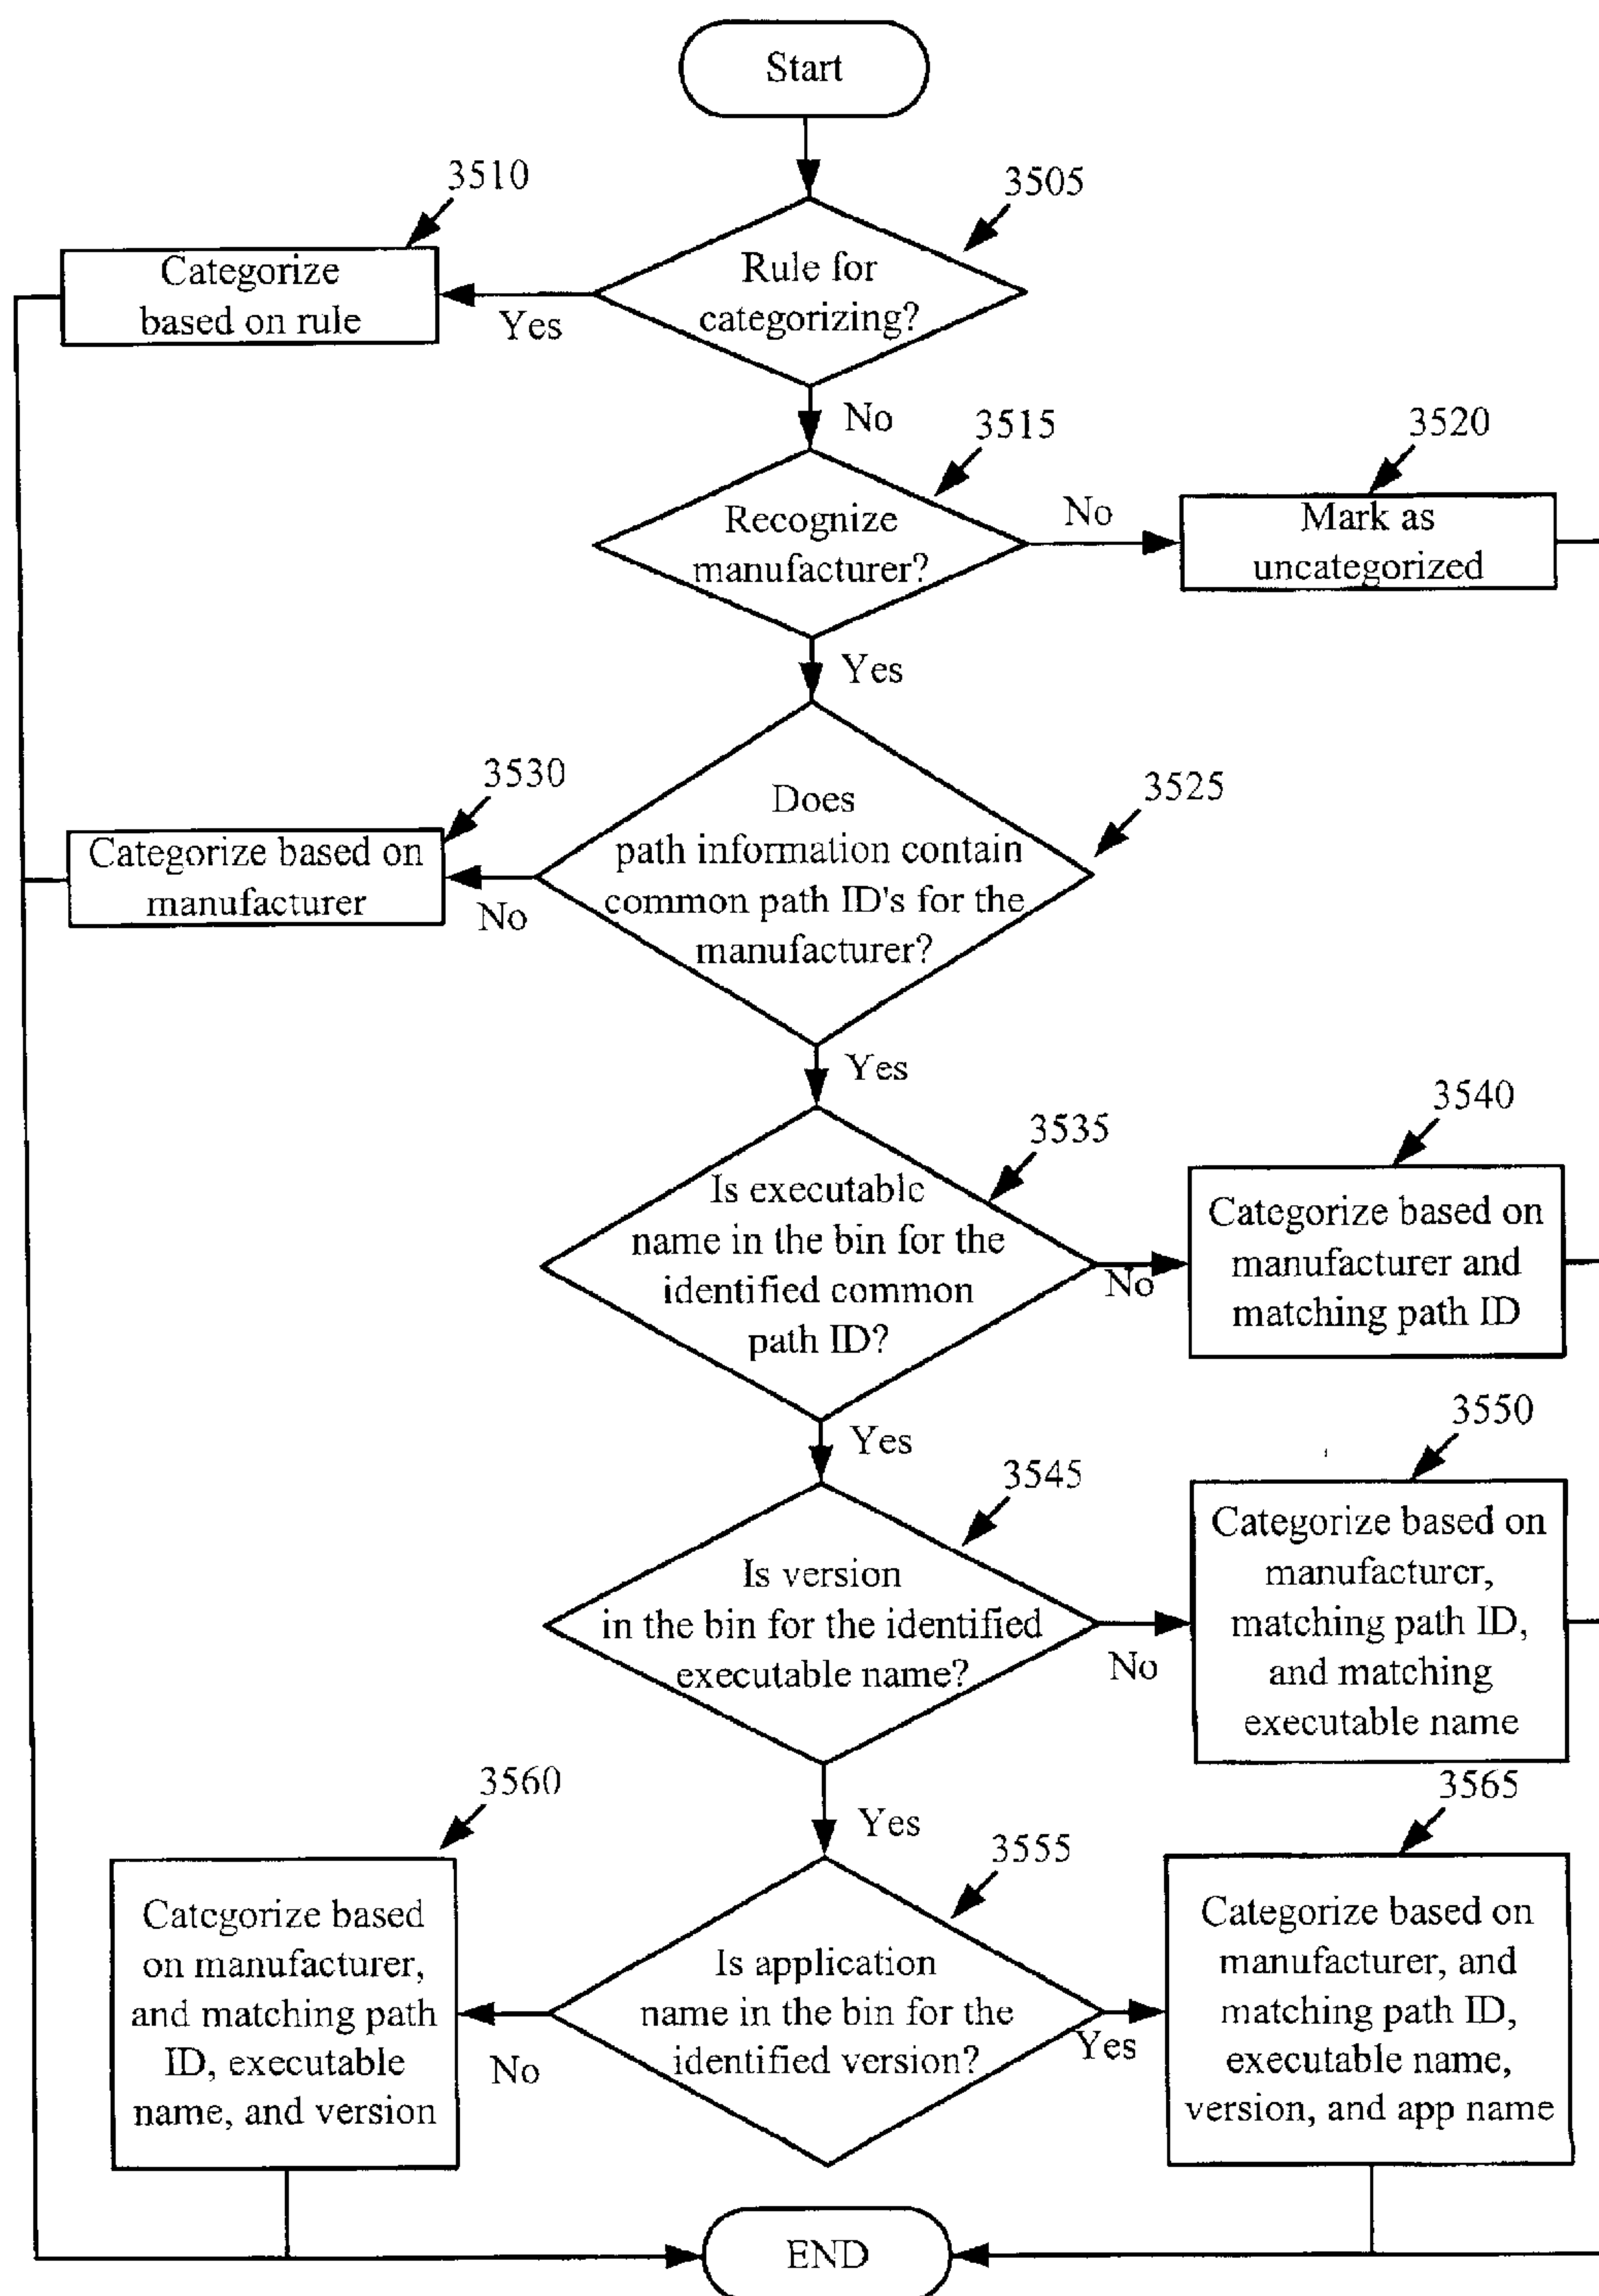 Start
3510
3505
Categorize
based on rule
Rule for
categorizing?
Yes
No
3515
3520
Recognize
manufacturer?
No
Mark as
uncategorized
Yes
3530
3525
Categorize based on
manufacturer
No
Does
path information contain
common path ID's for the
manufacturer?
Yes
3535
3540
Is executable
name in the bin for the
identified common
path ID?
No
Categorize based on
manufacturer and
matching path ID
Yes
3545
3550
Is version
in the bin for the identified
executable name?
No
Categorize based on
manufacturer,
matching path ID,
and matching
executable name
Yes
3560
3555
3565
Categorize based
on manufacturer,
and matching path
ID, executable
name, and version
No
Is application
name in the bin for the
identified version?
Yes
Categorize based on
manufacturer, and
matching path ID,
executable name,
version, and app name
END